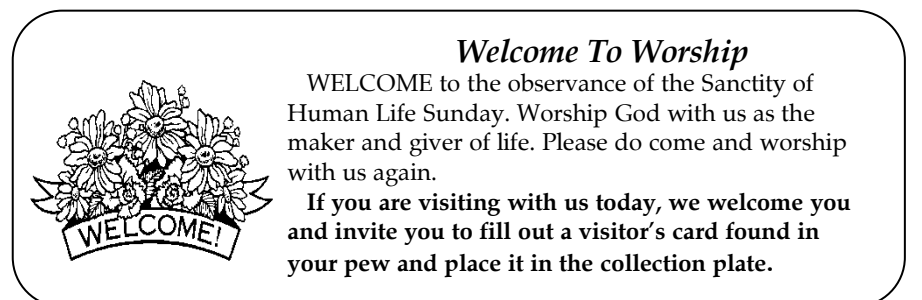 Welcome To Worship
WELCOME to the observance of the Sanctity of
Human Life Sunday. Worship God with us as the
maker and giver of life. Please do come and worship
with us again.
If you are visiting with us today, we welcome you
and invite you to fill out a visitor's card found in
your pew and place it in the collection plate.
WELCOME!